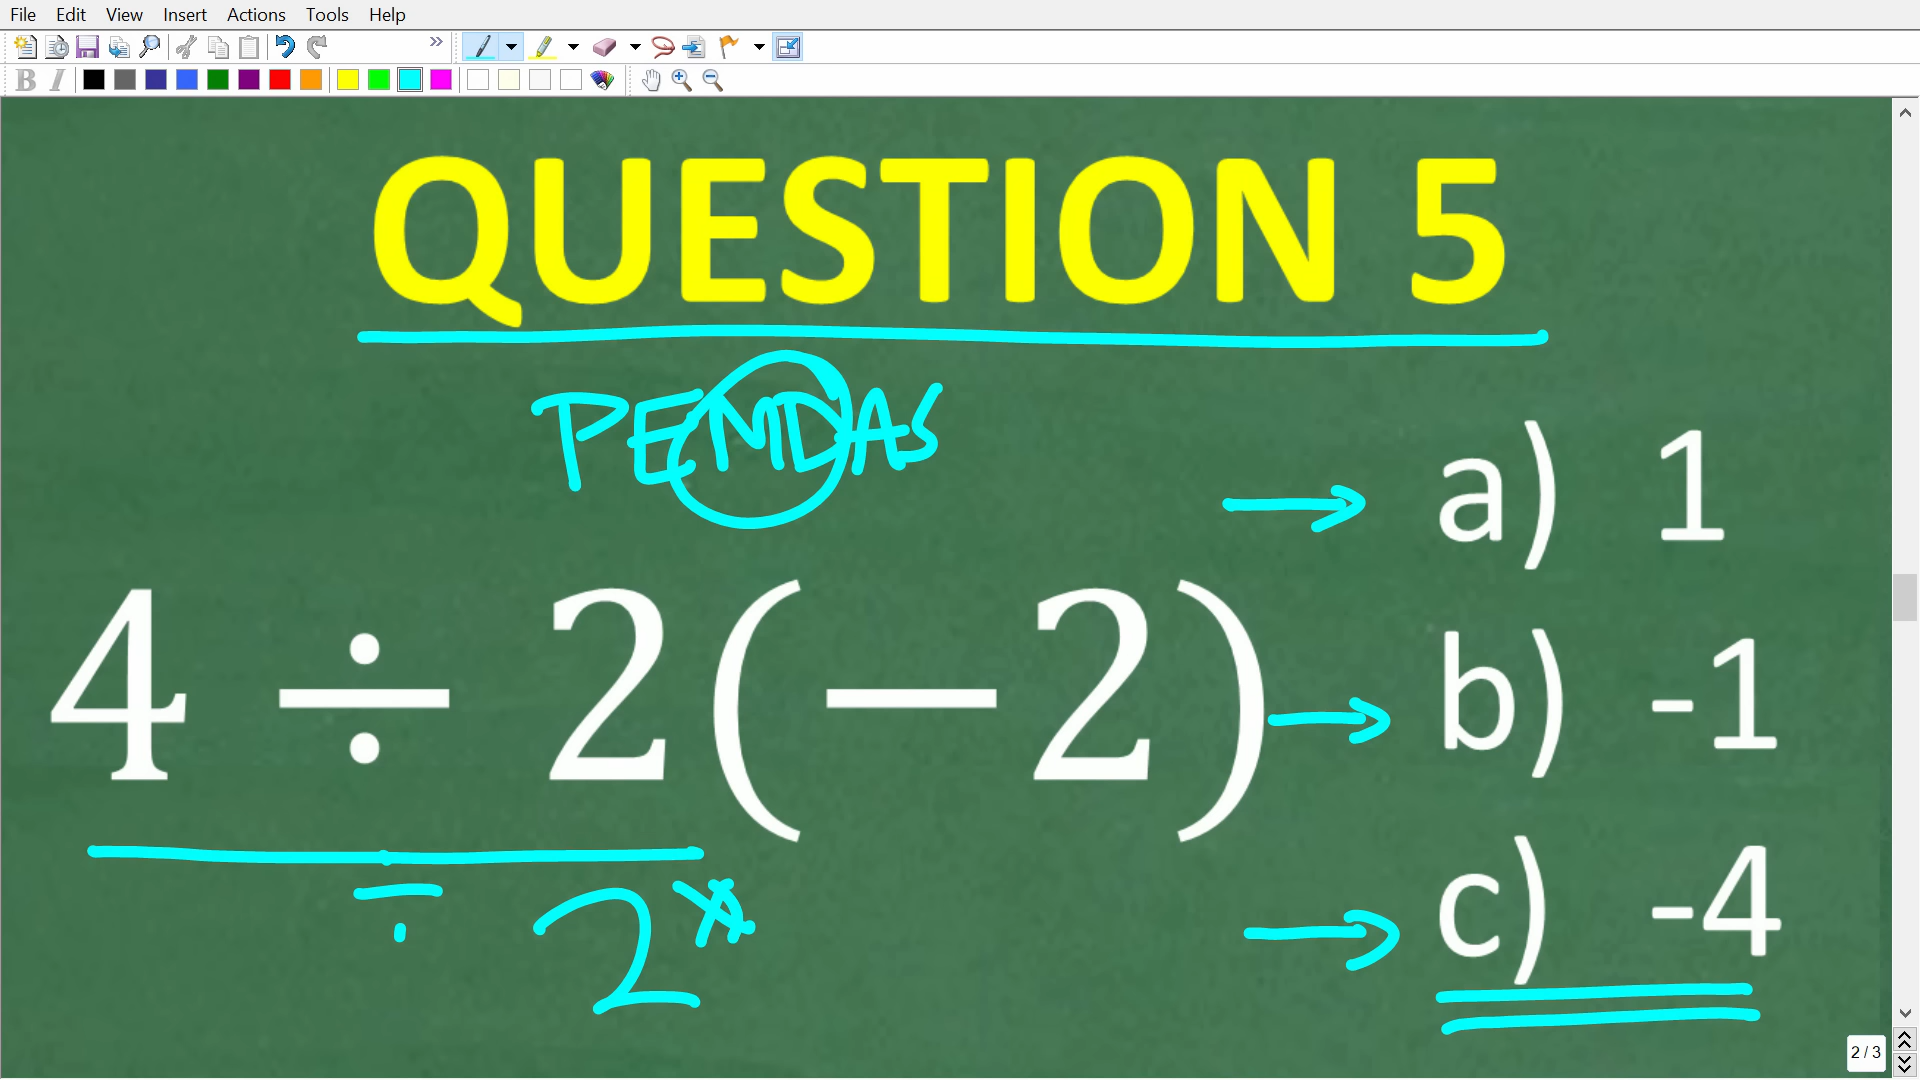 File Edit View Insert Actions Tools Help
B I
QUESTION 5
PEMDAS
a) 1
4 ÷ 2(−2)
b) -1
c) -4
÷ 2
2 / 3